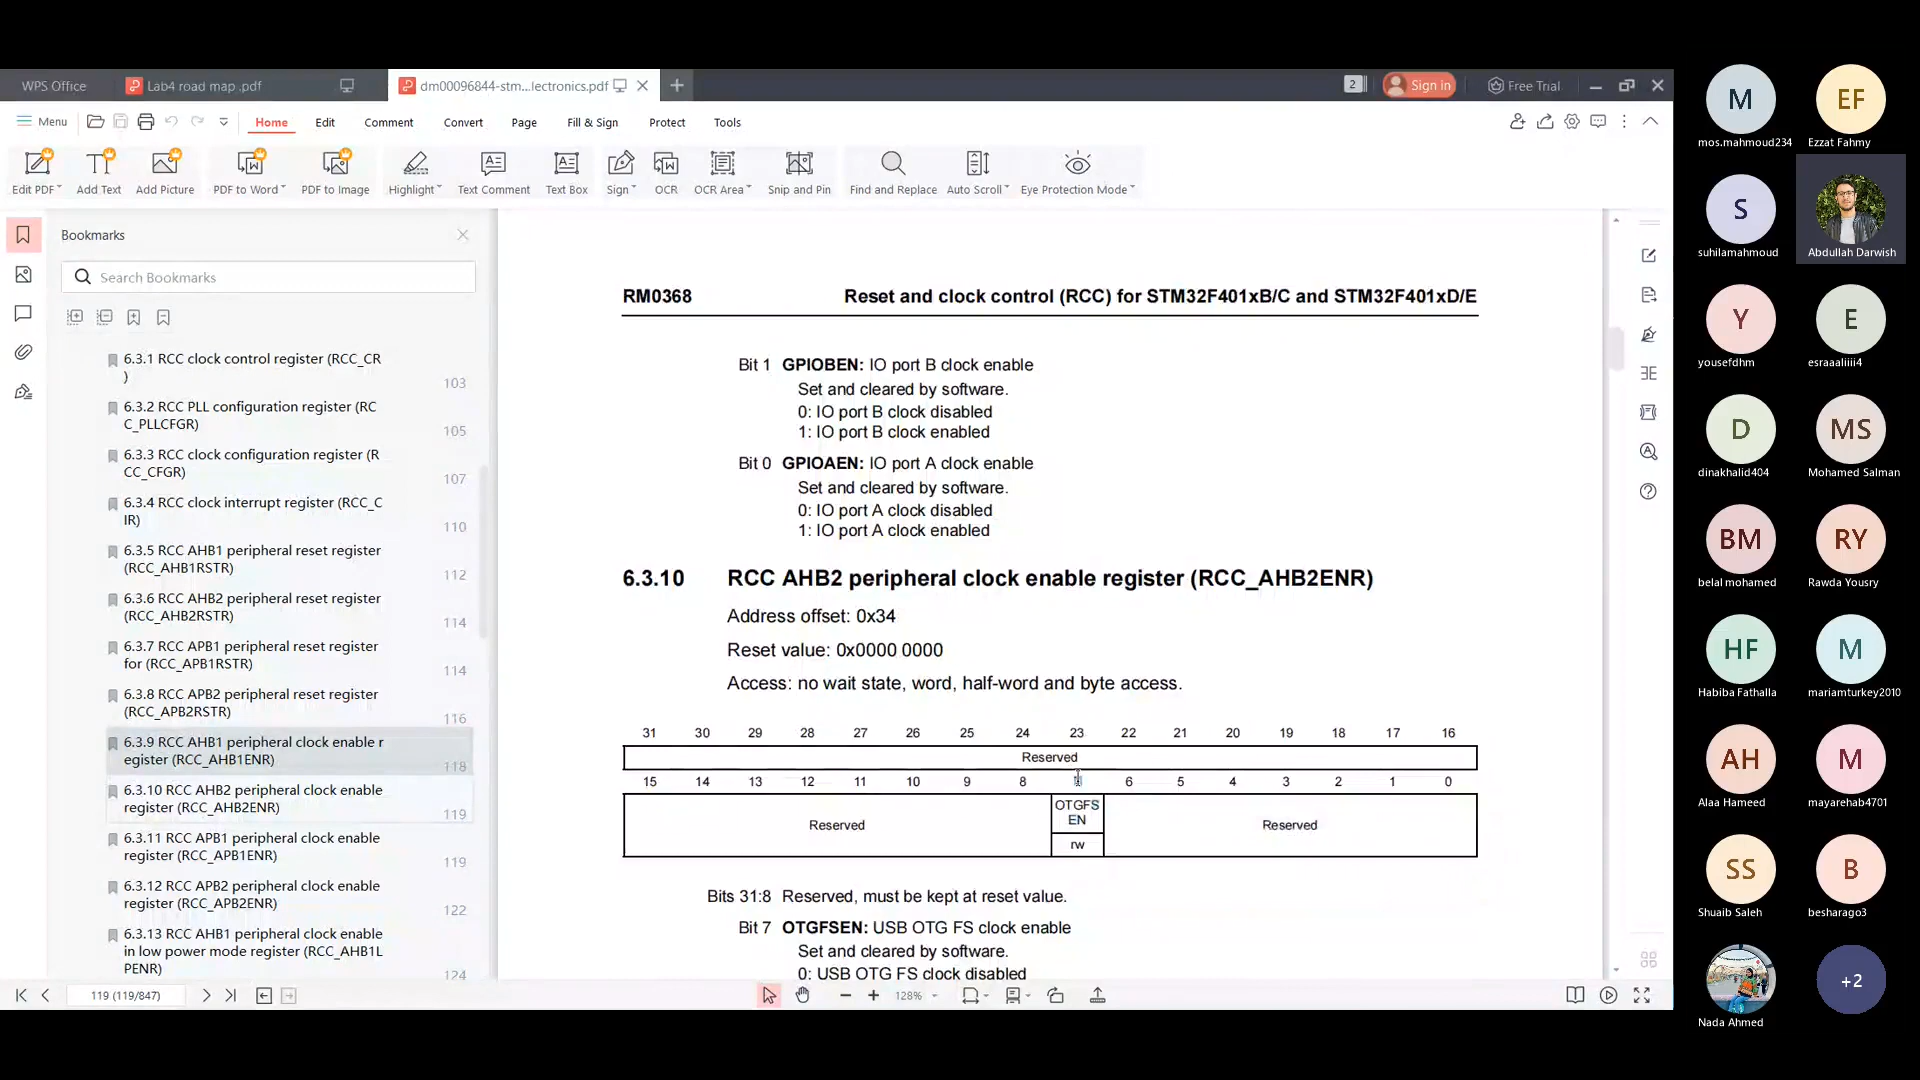 WPS Office
Lab4 road map .pdf
dm00096844-stm...lectronics.pdf
2
Sign in
Free Trial
Menu
Home
Edit
Comment
Convert
Page
Fill & Sign
Protect
Tools
Edit PDF
Add Text
Add Picture
PDF to Word
PDF to Image
Highlight
Text Comment
Text Box
Sign
OCR
OCR Area
Snip and Pin
Find and Replace
Auto Scroll
Eye Protection Mode
Bookmarks
Search Bookmarks
6.3.1 RCC clock control register (RCC_CR
)
103
6.3.2 RCC PLL configuration register (RC
C_PLLCFGR)
105
6.3.3 RCC clock configuration register (R
CC_CFGR)
107
6.3.4 RCC clock interrupt register (RCC_C
IR)
110
6.3.5 RCC AHB1 peripheral reset register
(RCC_AHB1RSTR)
112
6.3.6 RCC AHB2 peripheral reset register
(RCC_AHB2RSTR)
114
6.3.7 RCC APB1 peripheral reset register
for (RCC_APB1RSTR)
114
6.3.8 RCC APB2 peripheral reset register
(RCC_APB2RSTR)
116
6.3.9 RCC AHB1 peripheral clock enable r
egister (RCC_AHB1ENR)
118
6.3.10 RCC AHB2 peripheral clock enable
register (RCC_AHB2ENR)
119
6.3.11 RCC APB1 peripheral clock enable
register (RCC_APB1ENR)
119
6.3.12 RCC APB2 peripheral clock enable
register (RCC_APB2ENR)
122
6.3.13 RCC AHB1 peripheral clock enable
in low power mode register (RCC_AHB1L
PENR)
124
RM0368 Reset and clock control (RCC) for STM32F401xB/C and STM32F401xD/E
Bit 1 GPIOBEN: IO port B clock enable
Set and cleared by software.
0: IO port B clock disabled
1: IO port B clock enabled
Bit 0 GPIOAEN: IO port A clock enable
Set and cleared by software.
0: IO port A clock disabled
1: IO port A clock enabled
6.3.10 RCC AHB2 peripheral clock enable register (RCC_AHB2ENR)
Address offset: 0x34
Reset value: 0x0000 0000
Access: no wait state, word, half-word and byte access.
31 30 29 28 27 26 25 24 23 22 21 20 19 18 17 16
Reserved
15 14 13 12 11 10 9 8 6 5 4 3 2 1 0
Reserved
OTGFS
EN
rw
Reserved
Bits 31:8 Reserved, must be kept at reset value.
Bit 7 OTGFSEN: USB OTG FS clock enable
Set and cleared by software.
0: USB OTG FS clock disabled
119 (119/847)
128%
M
mos.mahmoud234
EF
Ezzat Fahmy
S
suhilamahmoud
Abdullah Darwish
Y
yousefdhm
E
esraaaliiii4
D
dinakhalid404
MS
Mohamed Salman
BM
belal mohamed
RY
Rawda Yousry
HF
Habiba Fathalla
M
mariamturkey2010
AH
Alaa Hameed
M
mayarehab4701
SS
Shuaib Saleh
B
besharago3
Nada Ahmed
+2